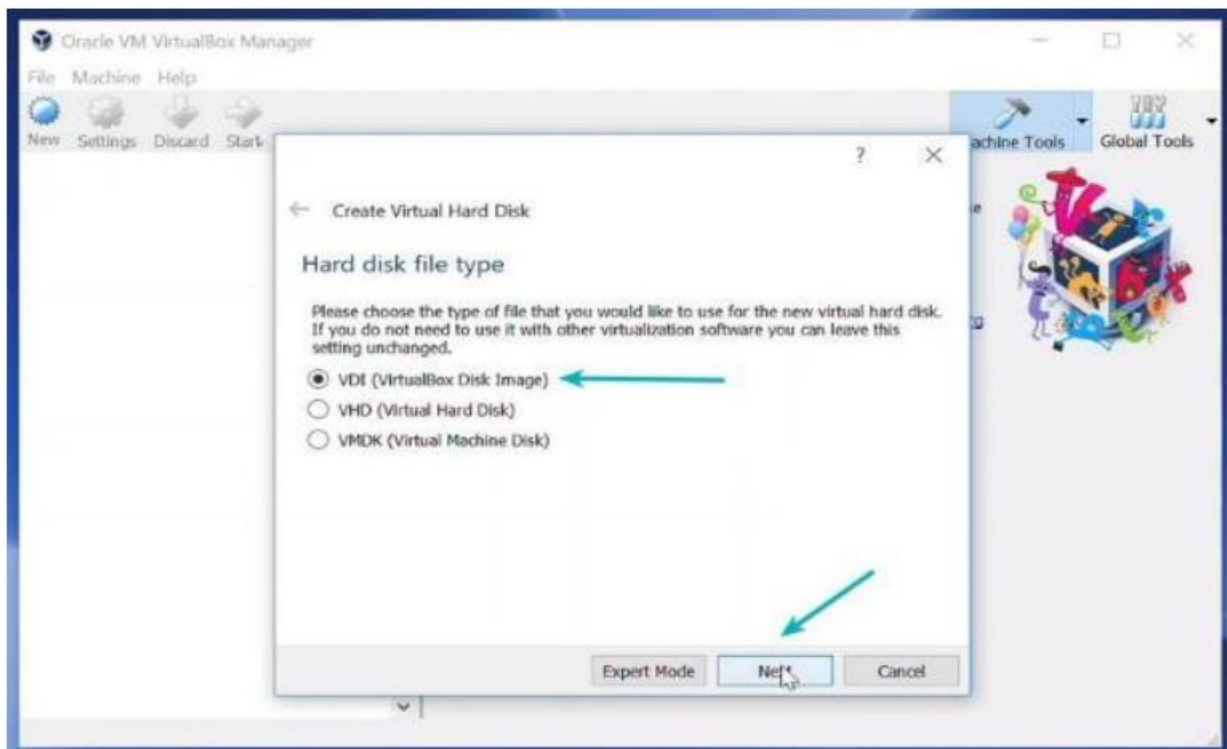 Oracle VM VirtualBox Manager
File Machine Help
New Settings Discard Start
achine Tools Global Tools
?
Create Virtual Hard Disk
Hard disk file type
Please choose the type of file that you would like to use for the new virtual hard disk.
If you do not need to use it with other virtualization software you can leave this
setting unchanged.
VDI (VirtualBox Disk Image)
VHD (Virtual Hard Disk)
VMDK (Virtual Machine Disk)
Expert Mode Next Cancel